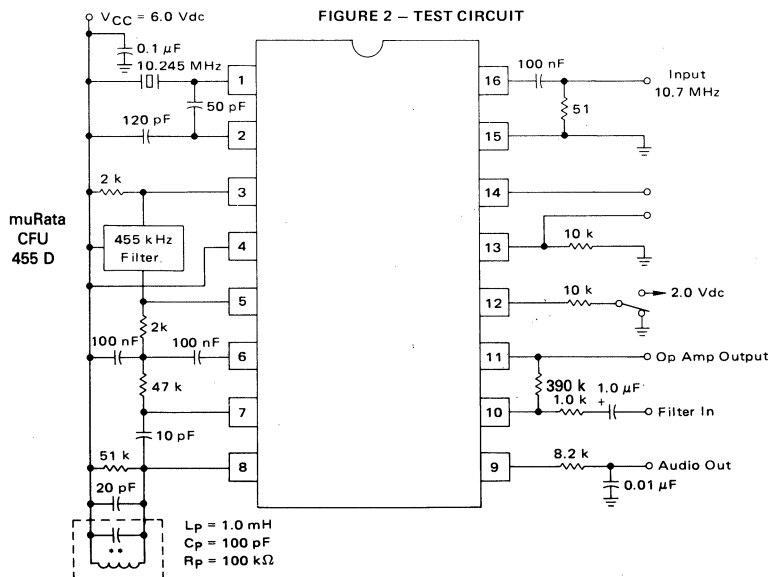 FIGURE 2 – TEST CIRCUIT
VCC = 6.0 Vdc
0.1 µF
10.245 MHz
50 pF
120 pF
2 k
muRata
CFU
455 D
455 kHz
Filter.
2k
100 nF
100 nF
47 k
10 pF
51 k
20 pF
**
LP = 1.0 mH
CP = 100 pF
RP = 100 kΩ
1
2
3
4
5
6
7
8
16
15
14
13
12
11
10
9
100 nF
Input
10.7 MHz
51
10 k
10 k
2.0 Vdc
Op Amp Output
390 k
1.0 k
1.0 µF
+
Filter In
8.2 k
Audio Out
0.01 µF